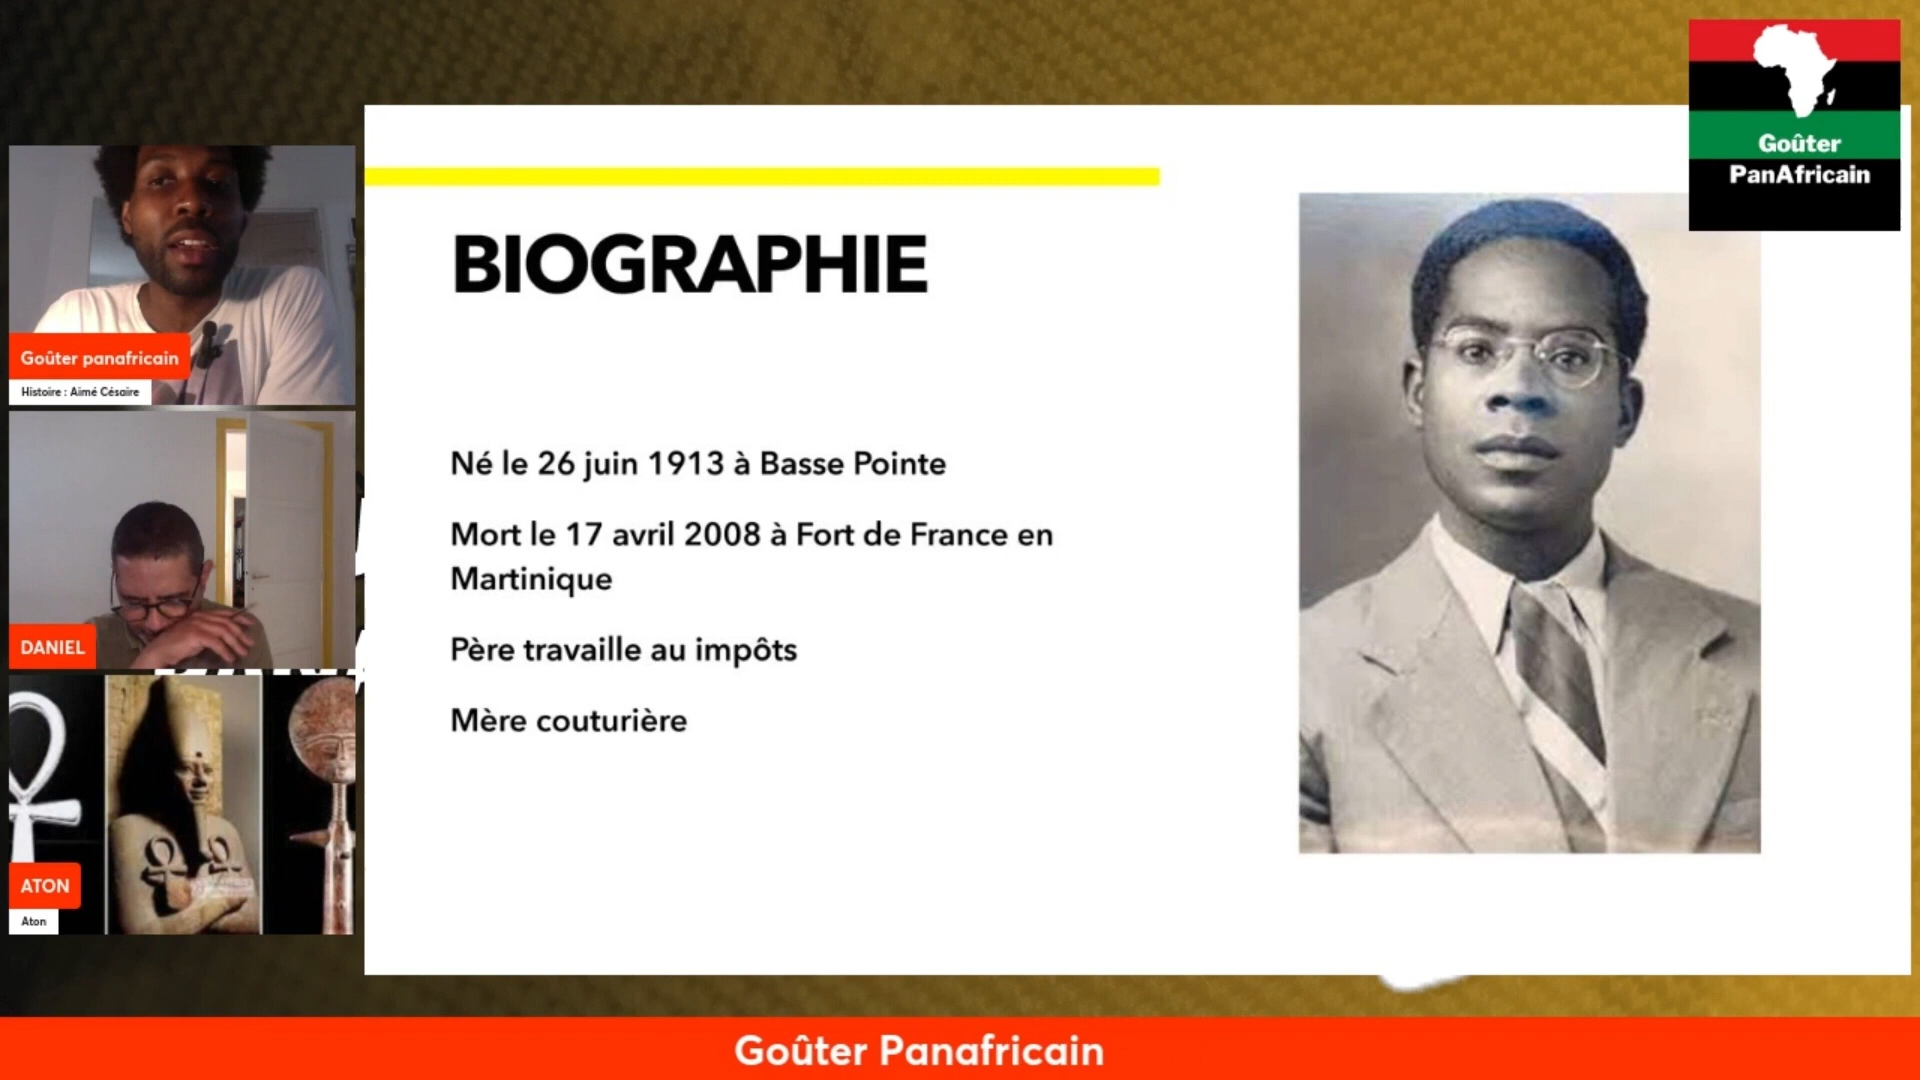 Goûter
PanAfricain
BIOGRAPHIE
Né le 26 juin 1913 à Basse Pointe
Mort le 17 avril 2008 à Fort de France en
Martinique
Père travaille au impôts
Mère couturière
Goûter panafricain
Histoire : Aimé Césaire
DANIEL
ATON
Aton
Goûter Panafricain